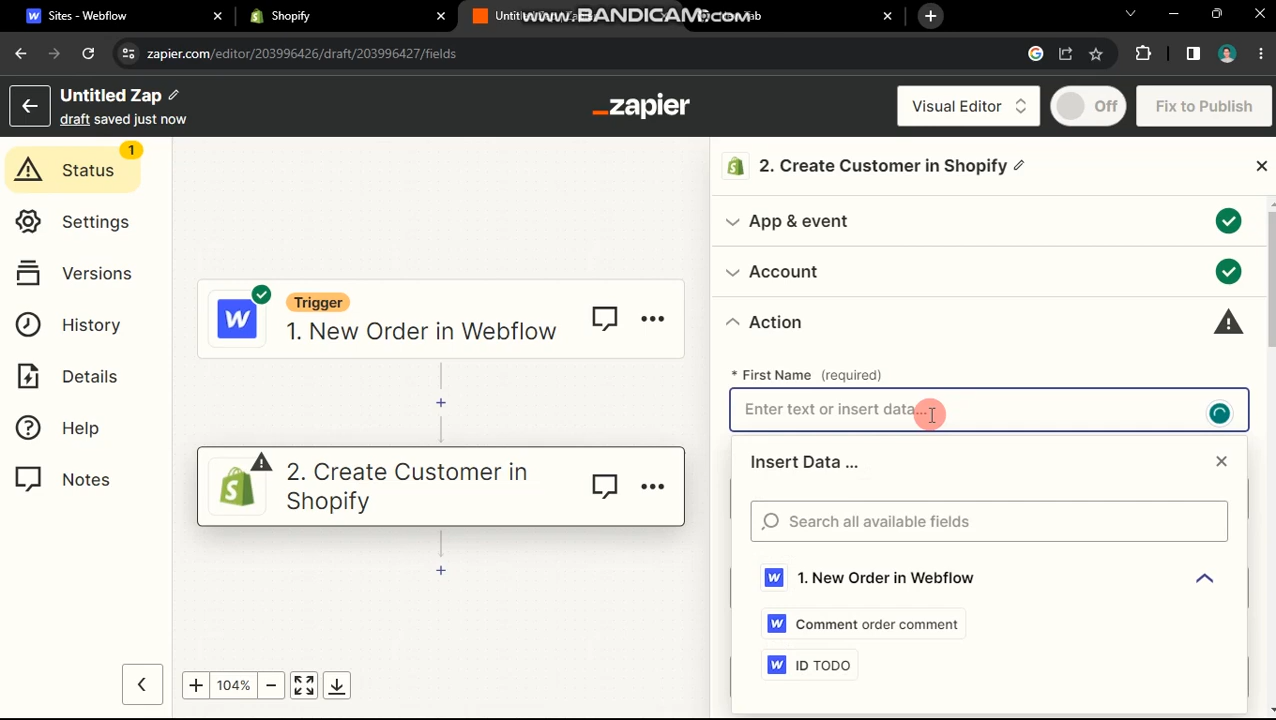 Sites - Webflow
Shopify
www.BANDICAM.com
zapier.com/editor/203996426/draft/203996427/fields
Untitled Zap
draft saved just now
_zapier
Visual Editor
Off
Fix to Publish
Status
1
Settings
Versions
History
Details
Help
Notes
Trigger
1. New Order in Webflow
2. Create Customer in
Shopify
104%
2. Create Customer in Shopify
App & event
Account
Action
* First Name (required)
Enter text or insert data...
Insert Data ...
Search all available fields
1. New Order in Webflow
Comment order comment
ID TODO